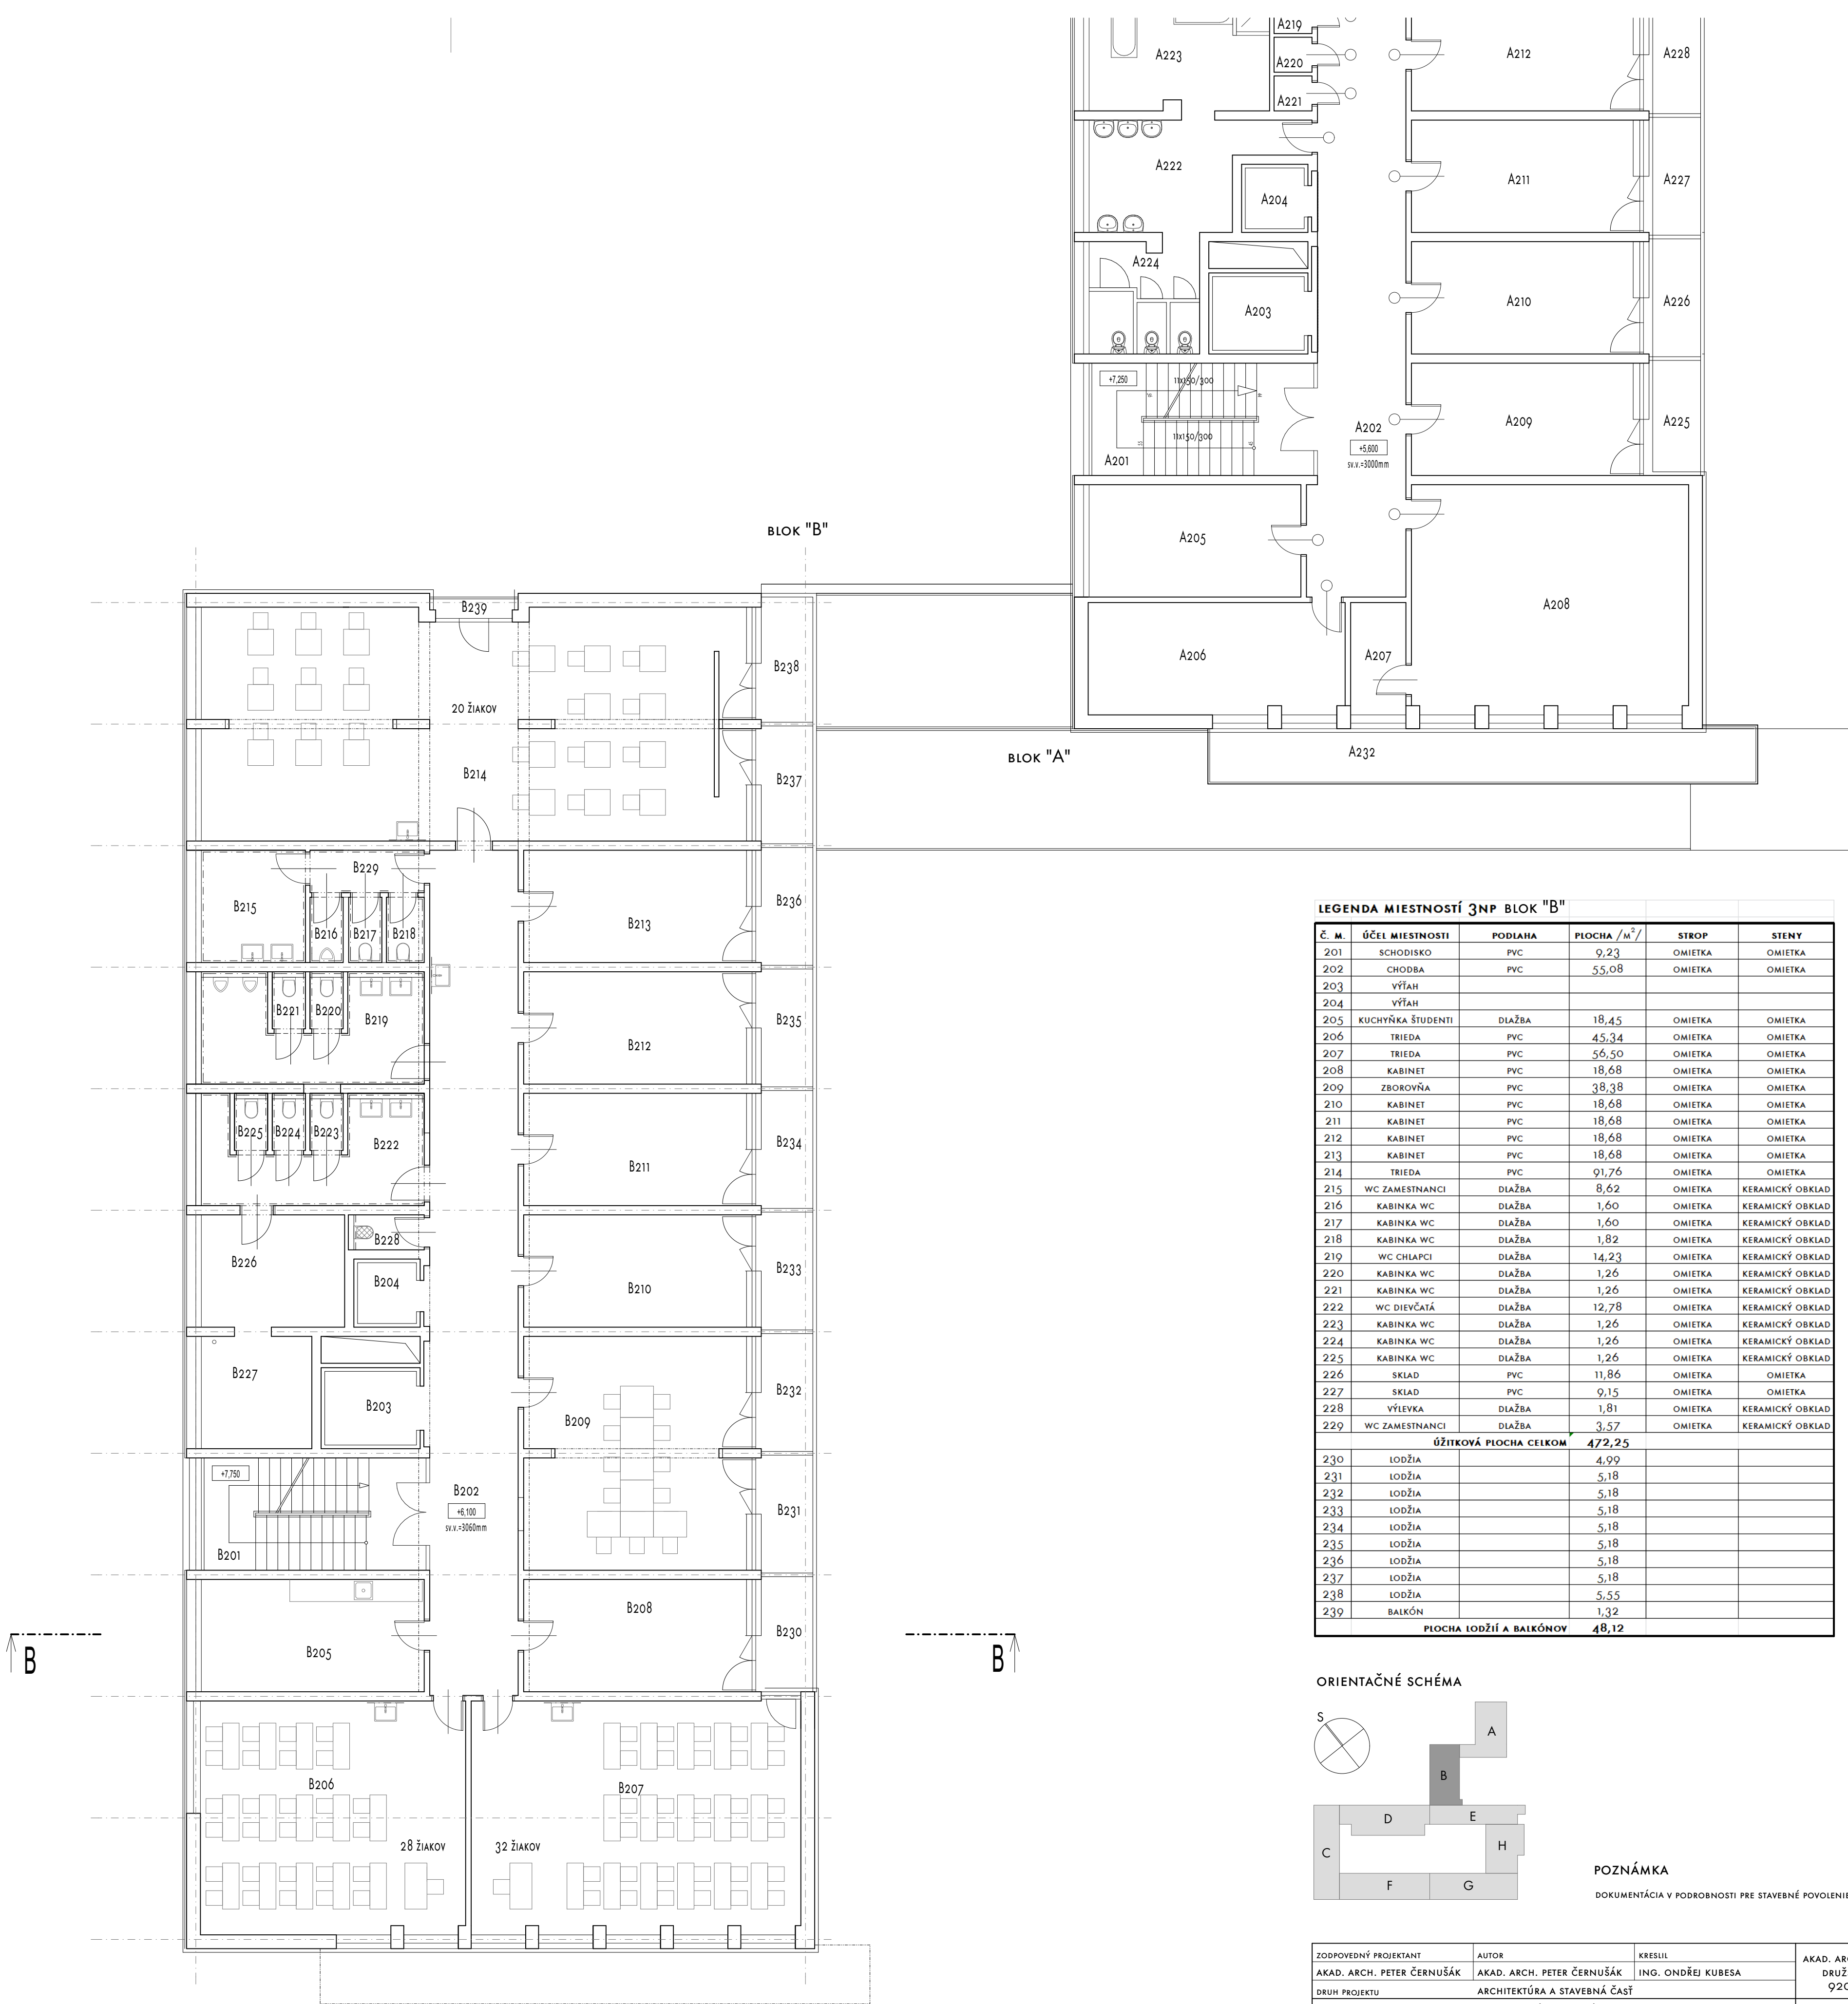 A219
A223
A220
A221
A212
A228
A222
A204
A211
A227
A224
A203
A210
A226
+7,250
11x150/300
11x150/300
A201
A202
+5,600
sv.v.=3000mm
A209
A225
A205
A206
A207
A208
A232
BLOK "B"
BLOK "A"
B239
B238
20 ŽIAKOV
B214
B237
B229
B215
B216
B217
B218
B213
B236
B221
B220
B219
B212
B235
B225
B224
B223
B222
B211
B234
B228
B226
B204
B210
B233
B227
B203
B209
B232
+7,750
B202
+6,100
sv.v.=3060mm
B201
B231
B205
B208
B230
B
B
B206
B207
28 ŽIAKOV
32 ŽIAKOV
LEGENDA MIESTNOSTÍ 3NP BLOK "B"
Č. M. ÚČEL MIESTNOSTI PODLAHA PLOCHA /M²/ STROP STENY
201 SCHODISKO PVC 9,23 OMIETKA OMIETKA
202 CHODBA PVC 55,08 OMIETKA OMIETKA
203 VÝŤAH
204 VÝŤAH
205 KUCHYŇKA ŠTUDENTI DLAŽBA 18,45 OMIETKA OMIETKA
206 TRIEDA PVC 45,34 OMIETKA OMIETKA
207 TRIEDA PVC 56,50 OMIETKA OMIETKA
208 KABINET PVC 18,68 OMIETKA OMIETKA
209 ZBOROVŇA PVC 38,38 OMIETKA OMIETKA
210 KABINET PVC 18,68 OMIETKA OMIETKA
211 KABINET PVC 18,68 OMIETKA OMIETKA
212 KABINET PVC 18,68 OMIETKA OMIETKA
213 KABINET PVC 18,68 OMIETKA OMIETKA
214 TRIEDA PVC 91,76 OMIETKA OMIETKA
215 WC ZAMESTNANCI DLAŽBA 8,62 OMIETKA KERAMICKÝ OBKLAD
216 KABINKA WC DLAŽBA 1,60 OMIETKA KERAMICKÝ OBKLAD
217 KABINKA WC DLAŽBA 1,60 OMIETKA KERAMICKÝ OBKLAD
218 KABINKA WC DLAŽBA 1,82 OMIETKA KERAMICKÝ OBKLAD
219 WC CHLAPCI DLAŽBA 14,23 OMIETKA KERAMICKÝ OBKLAD
220 KABINKA WC DLAŽBA 1,26 OMIETKA KERAMICKÝ OBKLAD
221 KABINKA WC DLAŽBA 1,26 OMIETKA KERAMICKÝ OBKLAD
222 WC DIEVČATÁ DLAŽBA 12,78 OMIETKA KERAMICKÝ OBKLAD
223 KABINKA WC DLAŽBA 1,26 OMIETKA KERAMICKÝ OBKLAD
224 KABINKA WC DLAŽBA 1,26 OMIETKA KERAMICKÝ OBKLAD
225 KABINKA WC DLAŽBA 1,26 OMIETKA KERAMICKÝ OBKLAD
226 SKLAD PVC 11,86 OMIETKA OMIETKA
227 SKLAD PVC 9,15 OMIETKA OMIETKA
228 VÝLEVKA DLAŽBA 1,81 OMIETKA KERAMICKÝ OBKLAD
229 WC ZAMESTNANCI DLAŽBA 3,57 OMIETKA KERAMICKÝ OBKLAD
ÚŽITKOVÁ PLOCHA CELKOM 472,25
230 LODŽIA 4,99
231 LODŽIA 5,18
232 LODŽIA 5,18
233 LODŽIA 5,18
234 LODŽIA 5,18
235 LODŽIA 5,18
236 LODŽIA 5,18
237 LODŽIA 5,18
238 LODŽIA 5,55
239 BALKÓN 1,32
PLOCHA LODŽIÍ A BALKÓNOV 48,12
ORIENTAČNÉ SCHÉMA
S
A
B
D
E
C
H
F
G
POZNÁMKA
DOKUMENTÁCIA V PODROBNOSTI PRE STAVEBNÉ POVOLENIE
ZODPOVEDNÝ PROJEKTANT AUTOR KRESLIL
AKAD. ARCH. PETER ČERNUŠÁK AKAD. ARCH. PETER ČERNUŠÁK ING. ONDŘEJ KUBESA
DRUH PROJEKTU ARCHITEKTÚRA A STAVEBNÁ ČASŤ
AKAD. ARC
DRUŽ
920